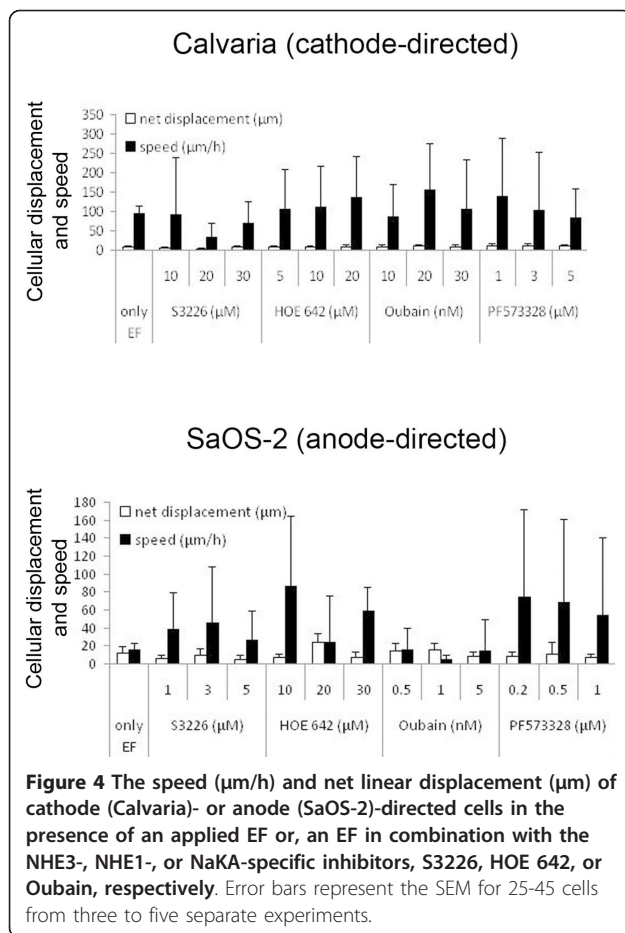 Calvaria (cathode-directed)
Cellular displacement
and speed
350
300
250
200
150
100
50
0
net displacement (µm)
speed (µm/h)
10 20 30 5 10 20 10 20 30 1 3 5
only
EF
S3226 (µM) HOE 642 (µM) Oubain (nM) PF573328 (µM)
SaOS-2 (anode-directed)
Cellular displacement
and speed
180
160
140
120
100
80
60
40
20
0
net displacement (µm)
speed (µm/h)
1 3 5 10 20 30 0.5 1 5 0.2 0.5 1
only
EF
S3226 (µM) HOE 642 (µM) Oubain (nM) PF573328 (µM)
Figure 4 The speed (µm/h) and net linear displacement (µm) of
cathode (Calvaria)- or anode (SaOS-2)-directed cells in the
presence of an applied EF or, an EF in combination with the
NHE3-, NHE1-, or NaKA-specific inhibitors, S3226, HOE 642, or
Oubain, respectively. Error bars represent the SEM for 25-45 cells
from three to five separate experiments.